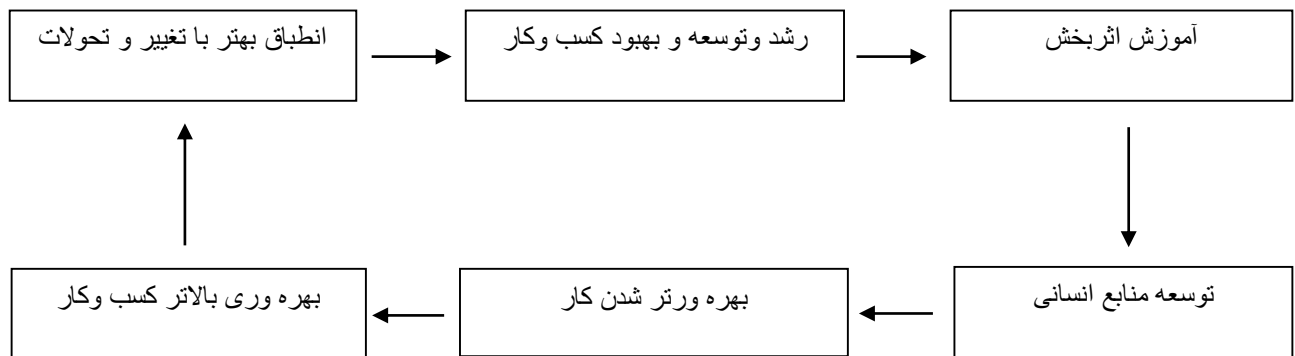 آموزش اثربخش
رشد وتوسعه و بهبود کسب وکار
انطباق بهتر با تغییر و تحولات
توسعه منابع انسانی
بهره ورتر شدن کار
بهره وری بالاتر کسب وکار